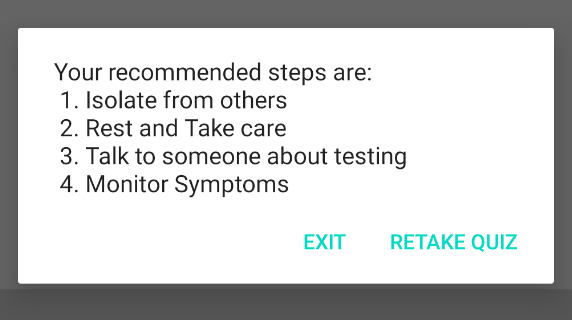 Your recommended steps are:
1. Isolate from others
2. Rest and Take care
3. Talk to someone about testing
4. Monitor Symptoms
EXIT RETAKE QUIZ